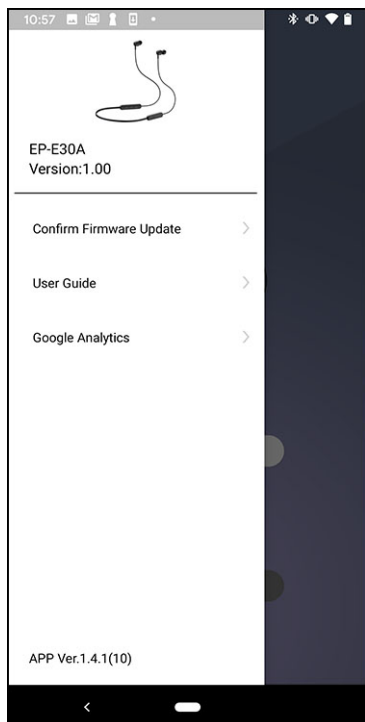 10:57
EP-E30A
Version:1.00
Confirm Firmware Update
User Guide
Google Analytics
APP Ver.1.4.1(10)